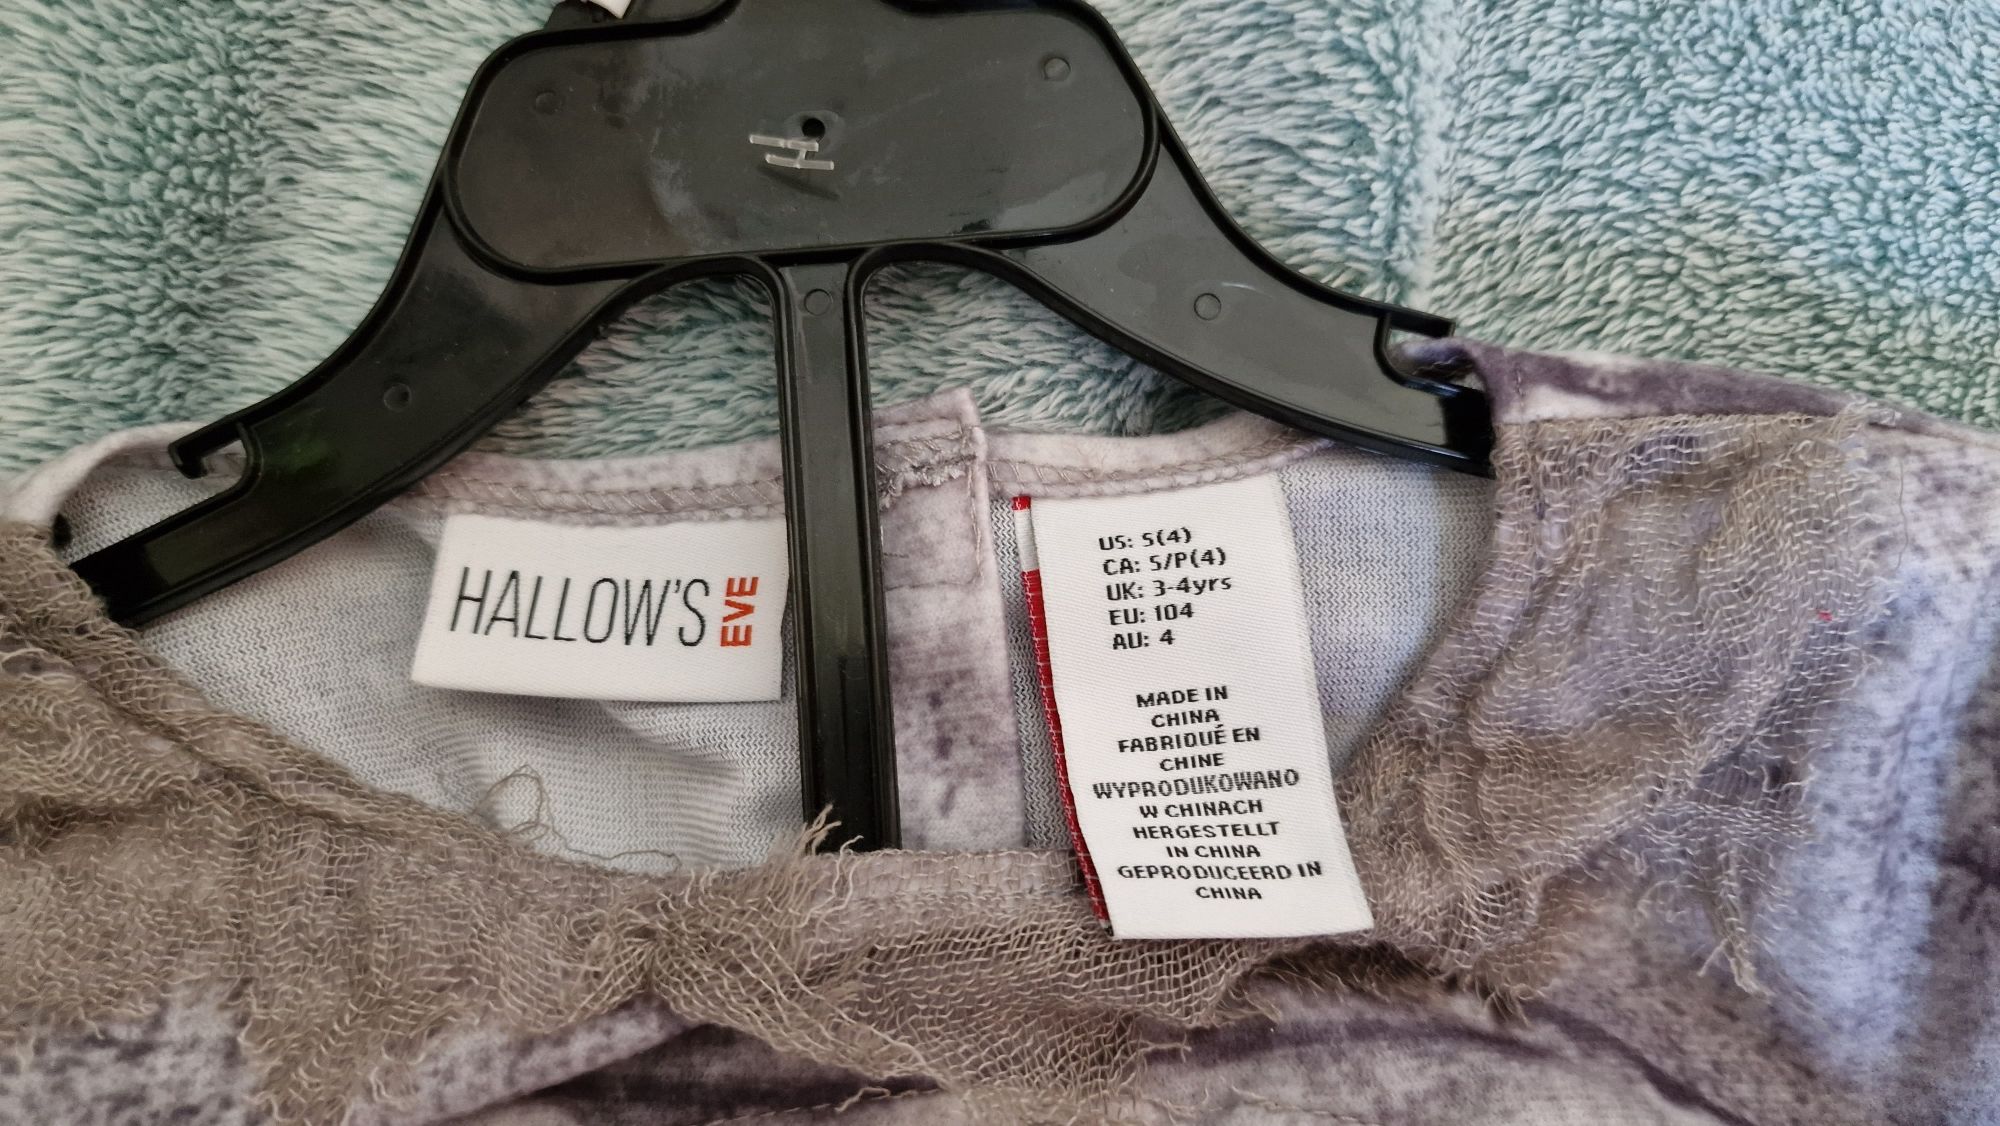 HALLOW'S EVE
US: S(4)
CA: S/P(4)
UK: 3-4yrs
EU: 104
AU: 4
MADE IN
CHINA
FABRIQUÉ EN
CHINE
WYPRODUKOWANO
W CHINACH
HERGESTELLT
IN CHINA
GEPRODUCEERD IN
CHINA